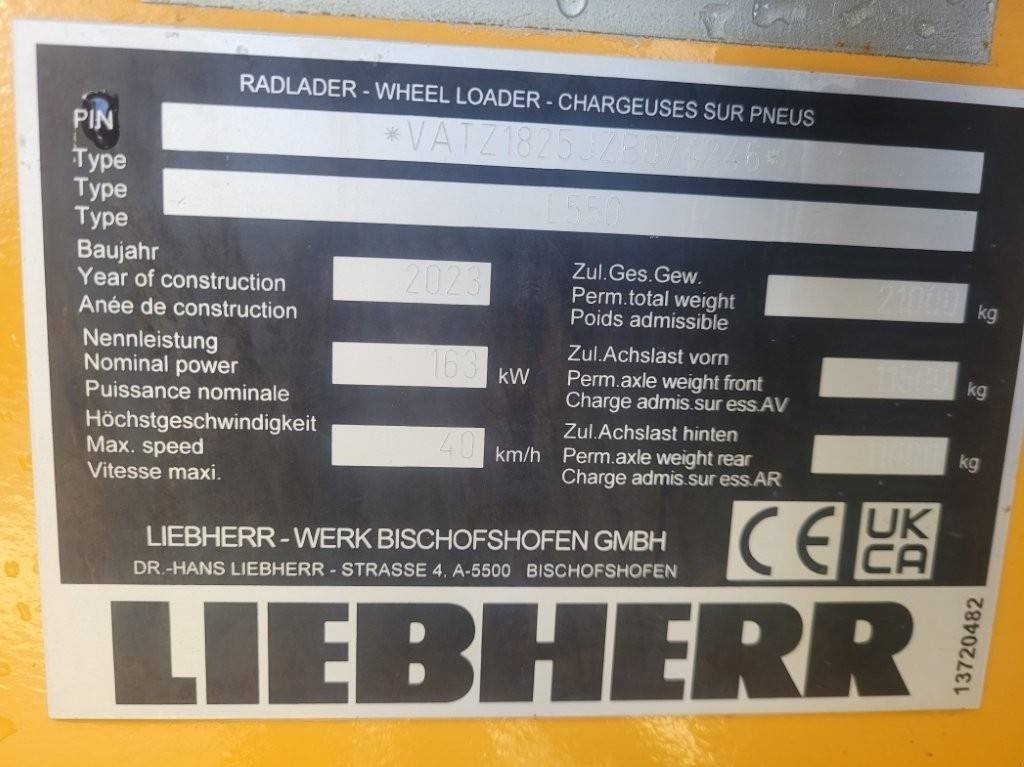 RADLADER - WHEEL LOADER - CHARGEUSES SUR PNEUS
PIN *VATZ1825JZB074246*
Type
Type L550
Type
Baujahr
Year of construction 2023
Anée de construction
Zul.Ges.Gew.
Perm.total weight 21000 kg
Poids admissible
Nennleistung
Nominal power 163 kW
Puissance nominale
Zul.Achslast vorn
Perm.axle weight front kg
Charge admis.sur ess.AV
Höchstgeschwindigkeit
Max. speed 40 km/h
Vitesse maxi.
Zul.Achslast hinten
Perm.axle weight rear kg
Charge admis.sur ess.AR
LIEBHERR - WERK BISCHOFSHOFEN GMBH
DR.-HANS LIEBHERR - STRASSE 4, A-5500 BISCHOFSHOFEN
CE
UK
CA
LIEBHERR
13720482